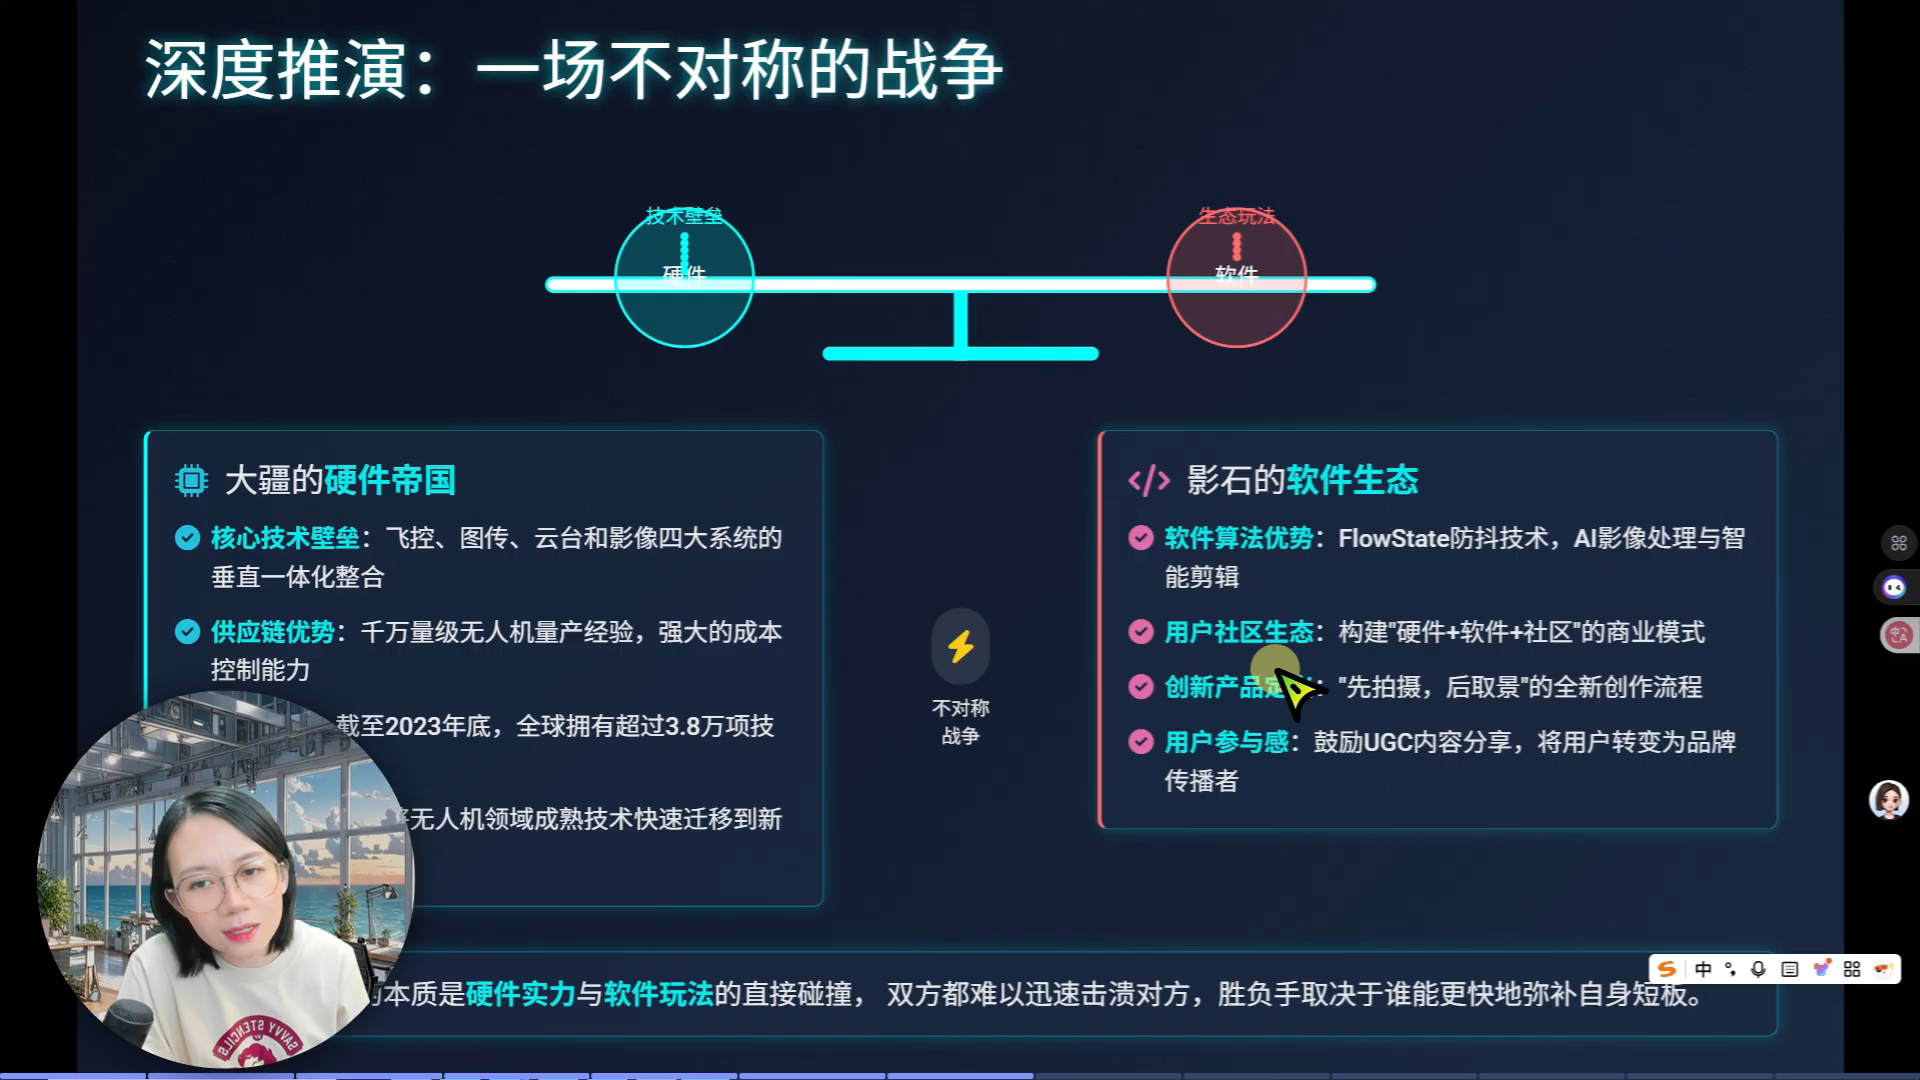 深度推演：一场不对称的战争
技术壁垒
生态玩法
硬件
软件
大疆的硬件帝国
核心技术壁垒：飞控、图传、云台和影像四大系统的
垂直一体化整合
供应链优势：千万量级无人机量产经验，强大的成本
控制能力
截至2023年底，全球拥有超过3.8万项技
无人机领域成熟技术快速迁移到新
不对称
战争
影石的软件生态
软件算法优势：FlowState防抖技术，AI影像处理与智
能剪辑
用户社区生态：构建"硬件+软件+社区"的商业模式
创新产品："先拍摄，后取景"的全新创作流程
用户参与感：鼓励UGC内容分享，将用户转变为品牌
传播者
本质是硬件实力与软件玩法的直接碰撞， 双方都难以迅速击溃对方，胜负手取决于谁能更快地弥补自身短板。
中
SAVVY STENCILS